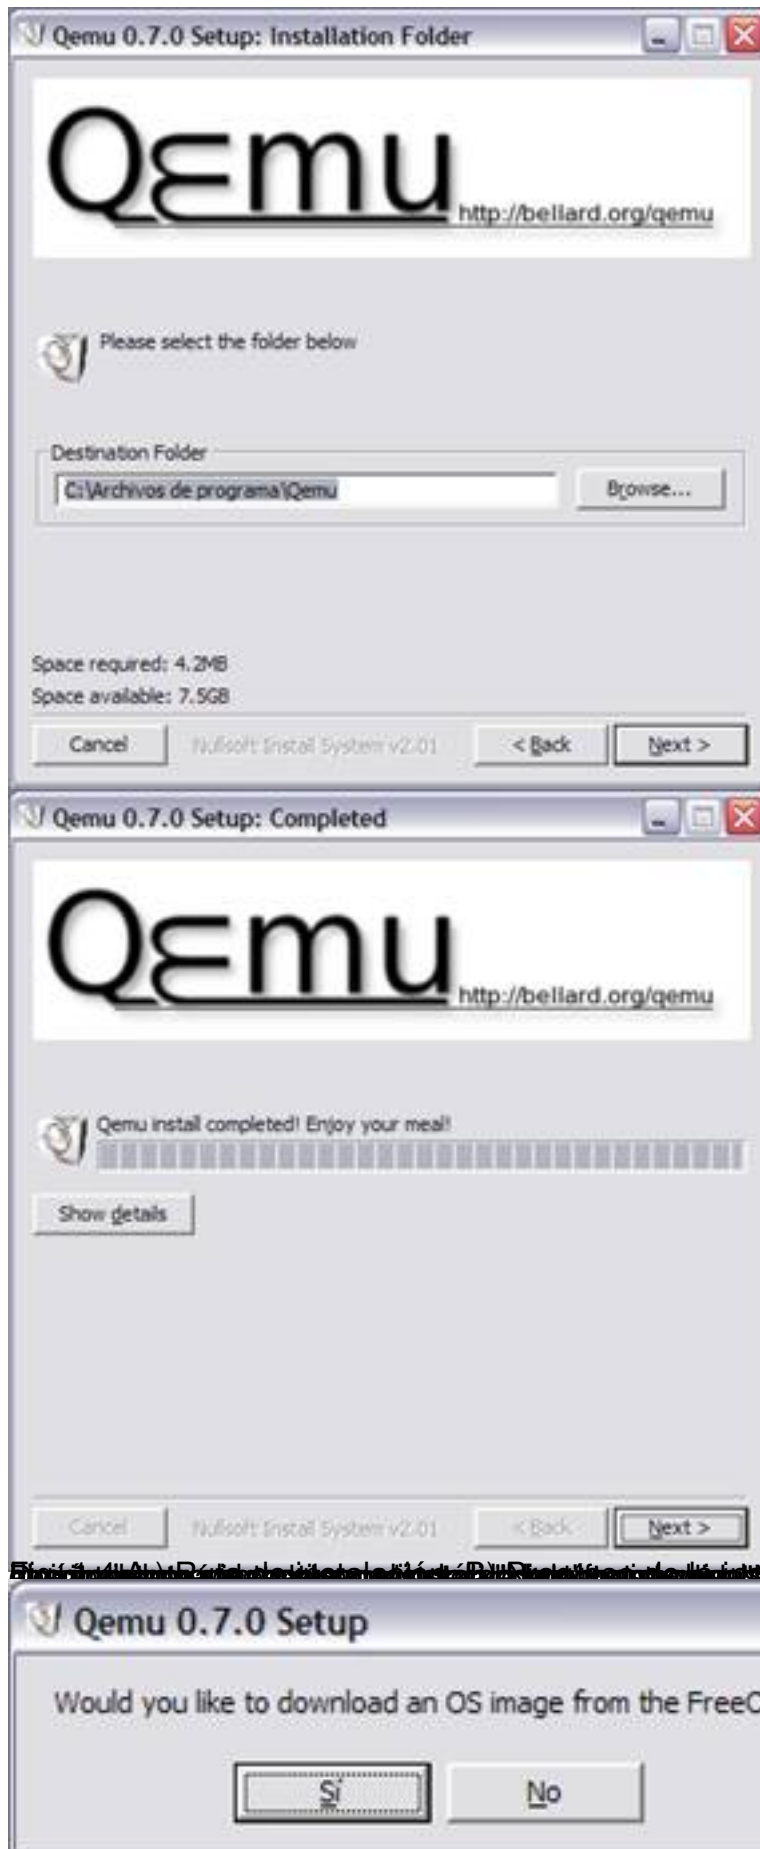 Qemu 0.7.0 Setup: Installation Folder
Qemu
http://bellard.org/qemu
Please select the folder below
Destination Folder
C:\Archivos de programa\Qemu
Browse...
Space required: 4.2MB
Space available: 7.5GB
Cancel
Nullsoft Install System v2.01
< Back
Next >
Qemu 0.7.0 Setup: Completed
Qemu
http://bellard.org/qemu
Qemu install completed! Enjoy your meal!
Show details
Cancel
Nullsoft Install System v2.01
< Back
Next >
Qemu 0.7.0 Setup
Would you like to download an OS image from the
Sí
No